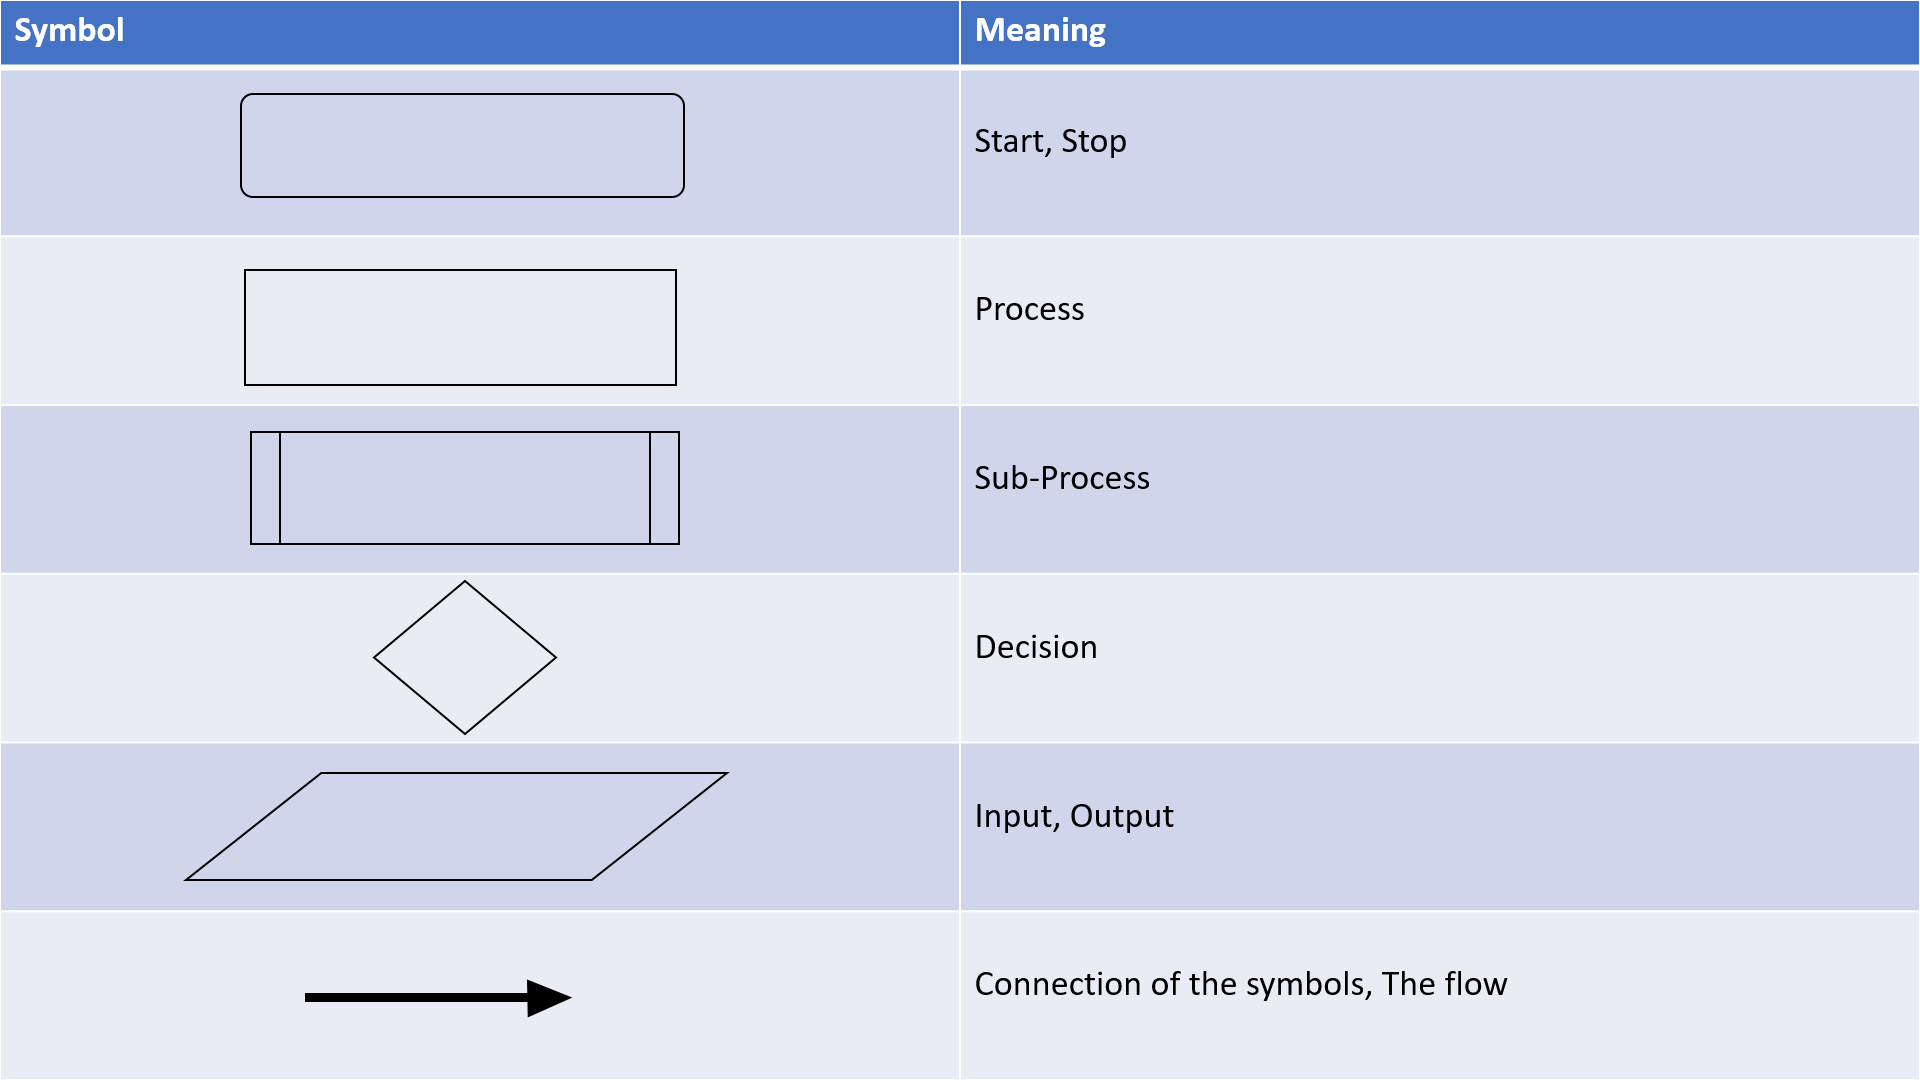 Symbol
Meaning
Start, Stop
Process
Sub-Process
Decision
Input, Output
Connection of the symbols, The flow